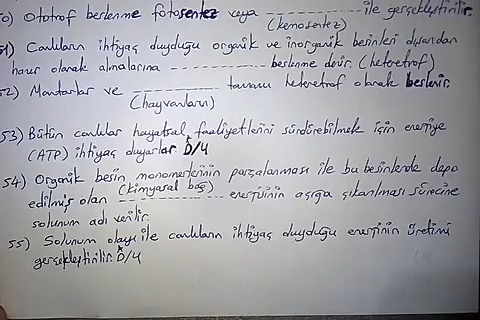 0) Ototrof beslenme fotosentez veya ------------ ile gerçekleştirilir.
(kemosentez)
51) Canlıların ihtiyaç duyduğu organik ve inorganik besinleri dışarıdan
hazır olarak almalarına ------------ beslenme denir. (heterotrof)
52) Mantarlar ve ------------ tamamı heterotrof olarak beslenir.
(hayvanların)
53) Bütün canlılar hayatsal faaliyetlerini sürdürebilmek için enerjiye
(ATP) ihtiyaç duyarlar D/Y
54) Organik besin monomerlerinin parçalanması ile bu besinlerde depo
(kimyasal bağ)
edilmiş olan ------------ enerjisinin açığa çıkarılması sürecine
solunum adı verilir.
55) Solunum olayı ile canlıların ihtiyaç duyduğu enerjinin üretimi
gerçekleştirilir D/Y